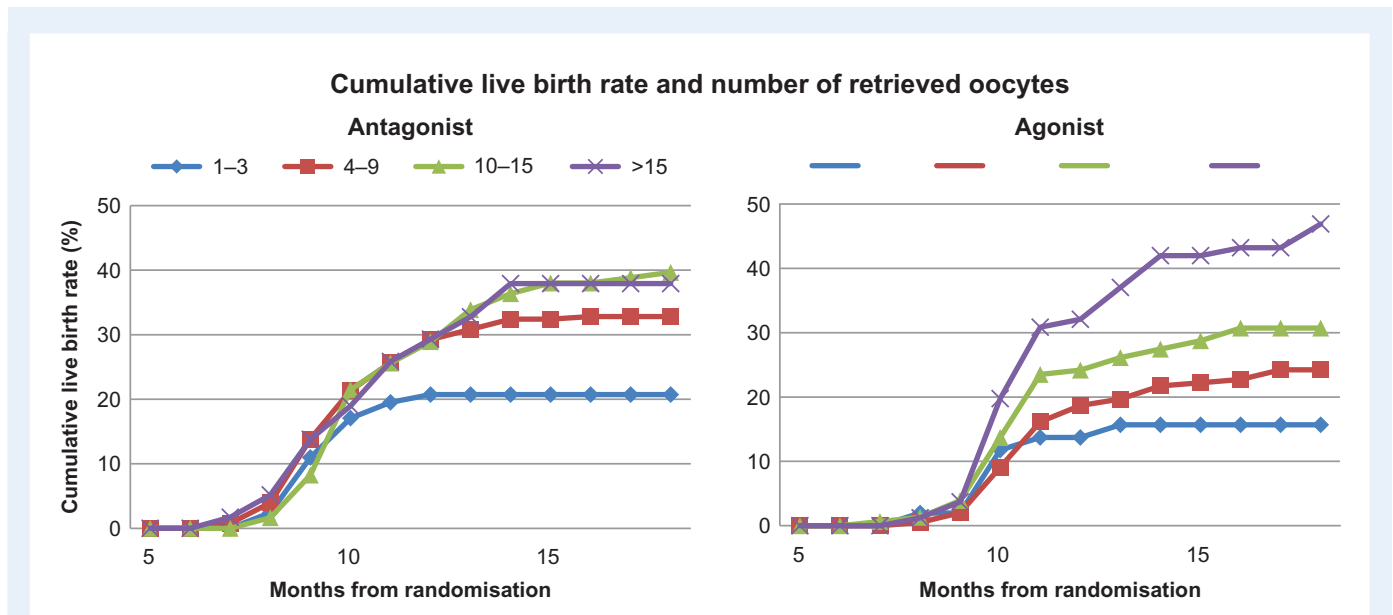 Cumulative live birth rate and number of retrieved oocytes
Antagonist
1–3 4–9 10–15 >15
Cumulative live birth rate (%)
50
40
30
20
10
0
5 10 15
Months from randomisation
Agonist
50
40
30
20
10
0
5 10 15
Months from randomisation